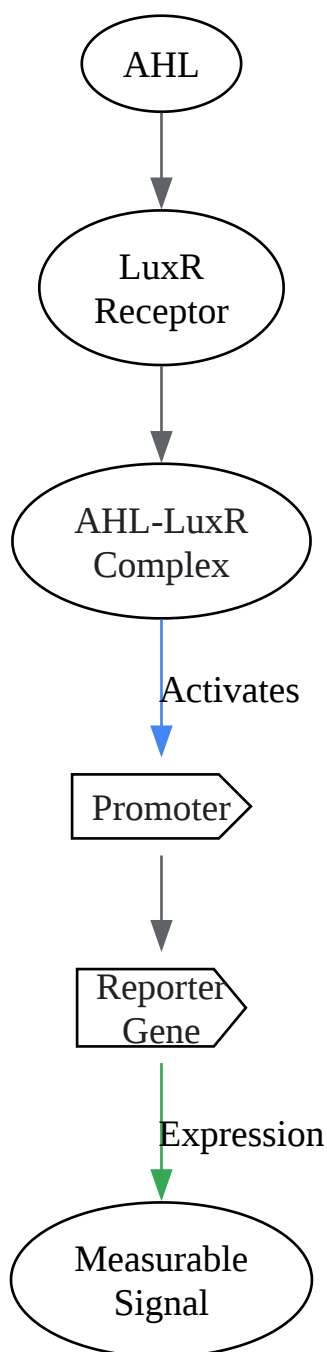 AHL
LuxR
Receptor
AHL-LuxR
Complex
Activates
Promoter
Reporter
Gene
Expression
Measurable
Signal